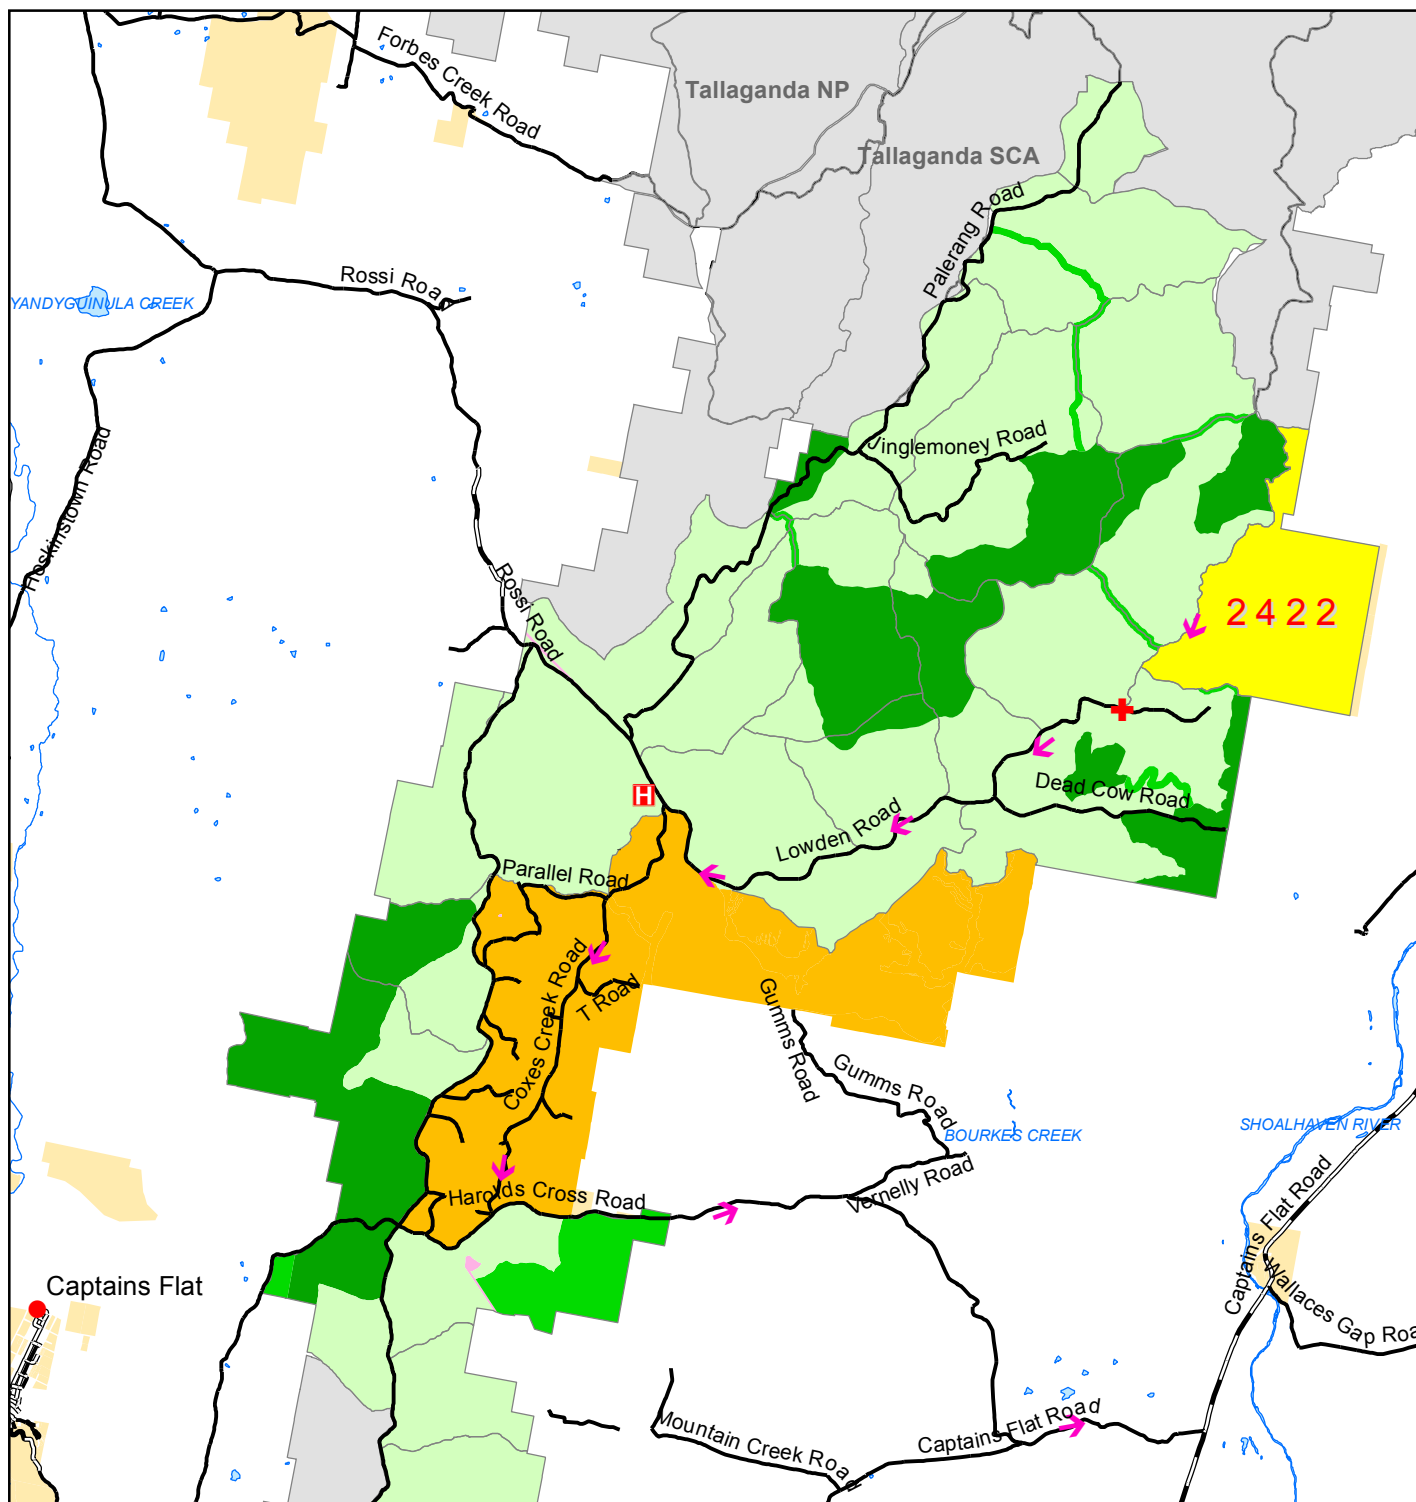 Forbes Creek Road
Tallaganda NP
Tallaganda SCA
Palerang Road
Rossi Road
YANDYGUINULA CREEK
Jinglemoney Road
Hoskinstown Road
Rossi Road
2422
Dead Cow Road
H
Lowden Road
Parallel Road
Coxes Creek Road
T Road
Gumms Road
Gumms Road
BOURKES CREEK
SHOALHAVEN RIVER
Harolds Cross Road
Vernelly Road
Captains Flat Road
Captains Flat
Wallaces Gap Roa
Mountain Creek Road
Captains Flat Road